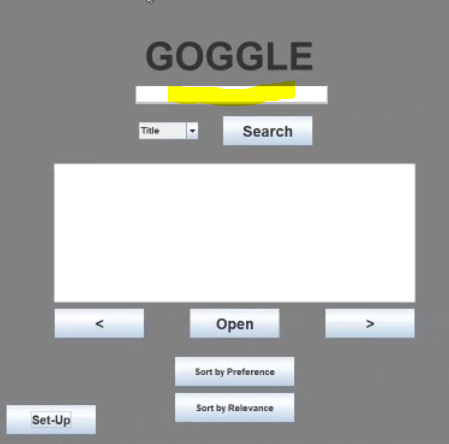 GOGGLE
Title
Search
<
Open
>
Sort by Preference
Sort by Relevance
Set-Up